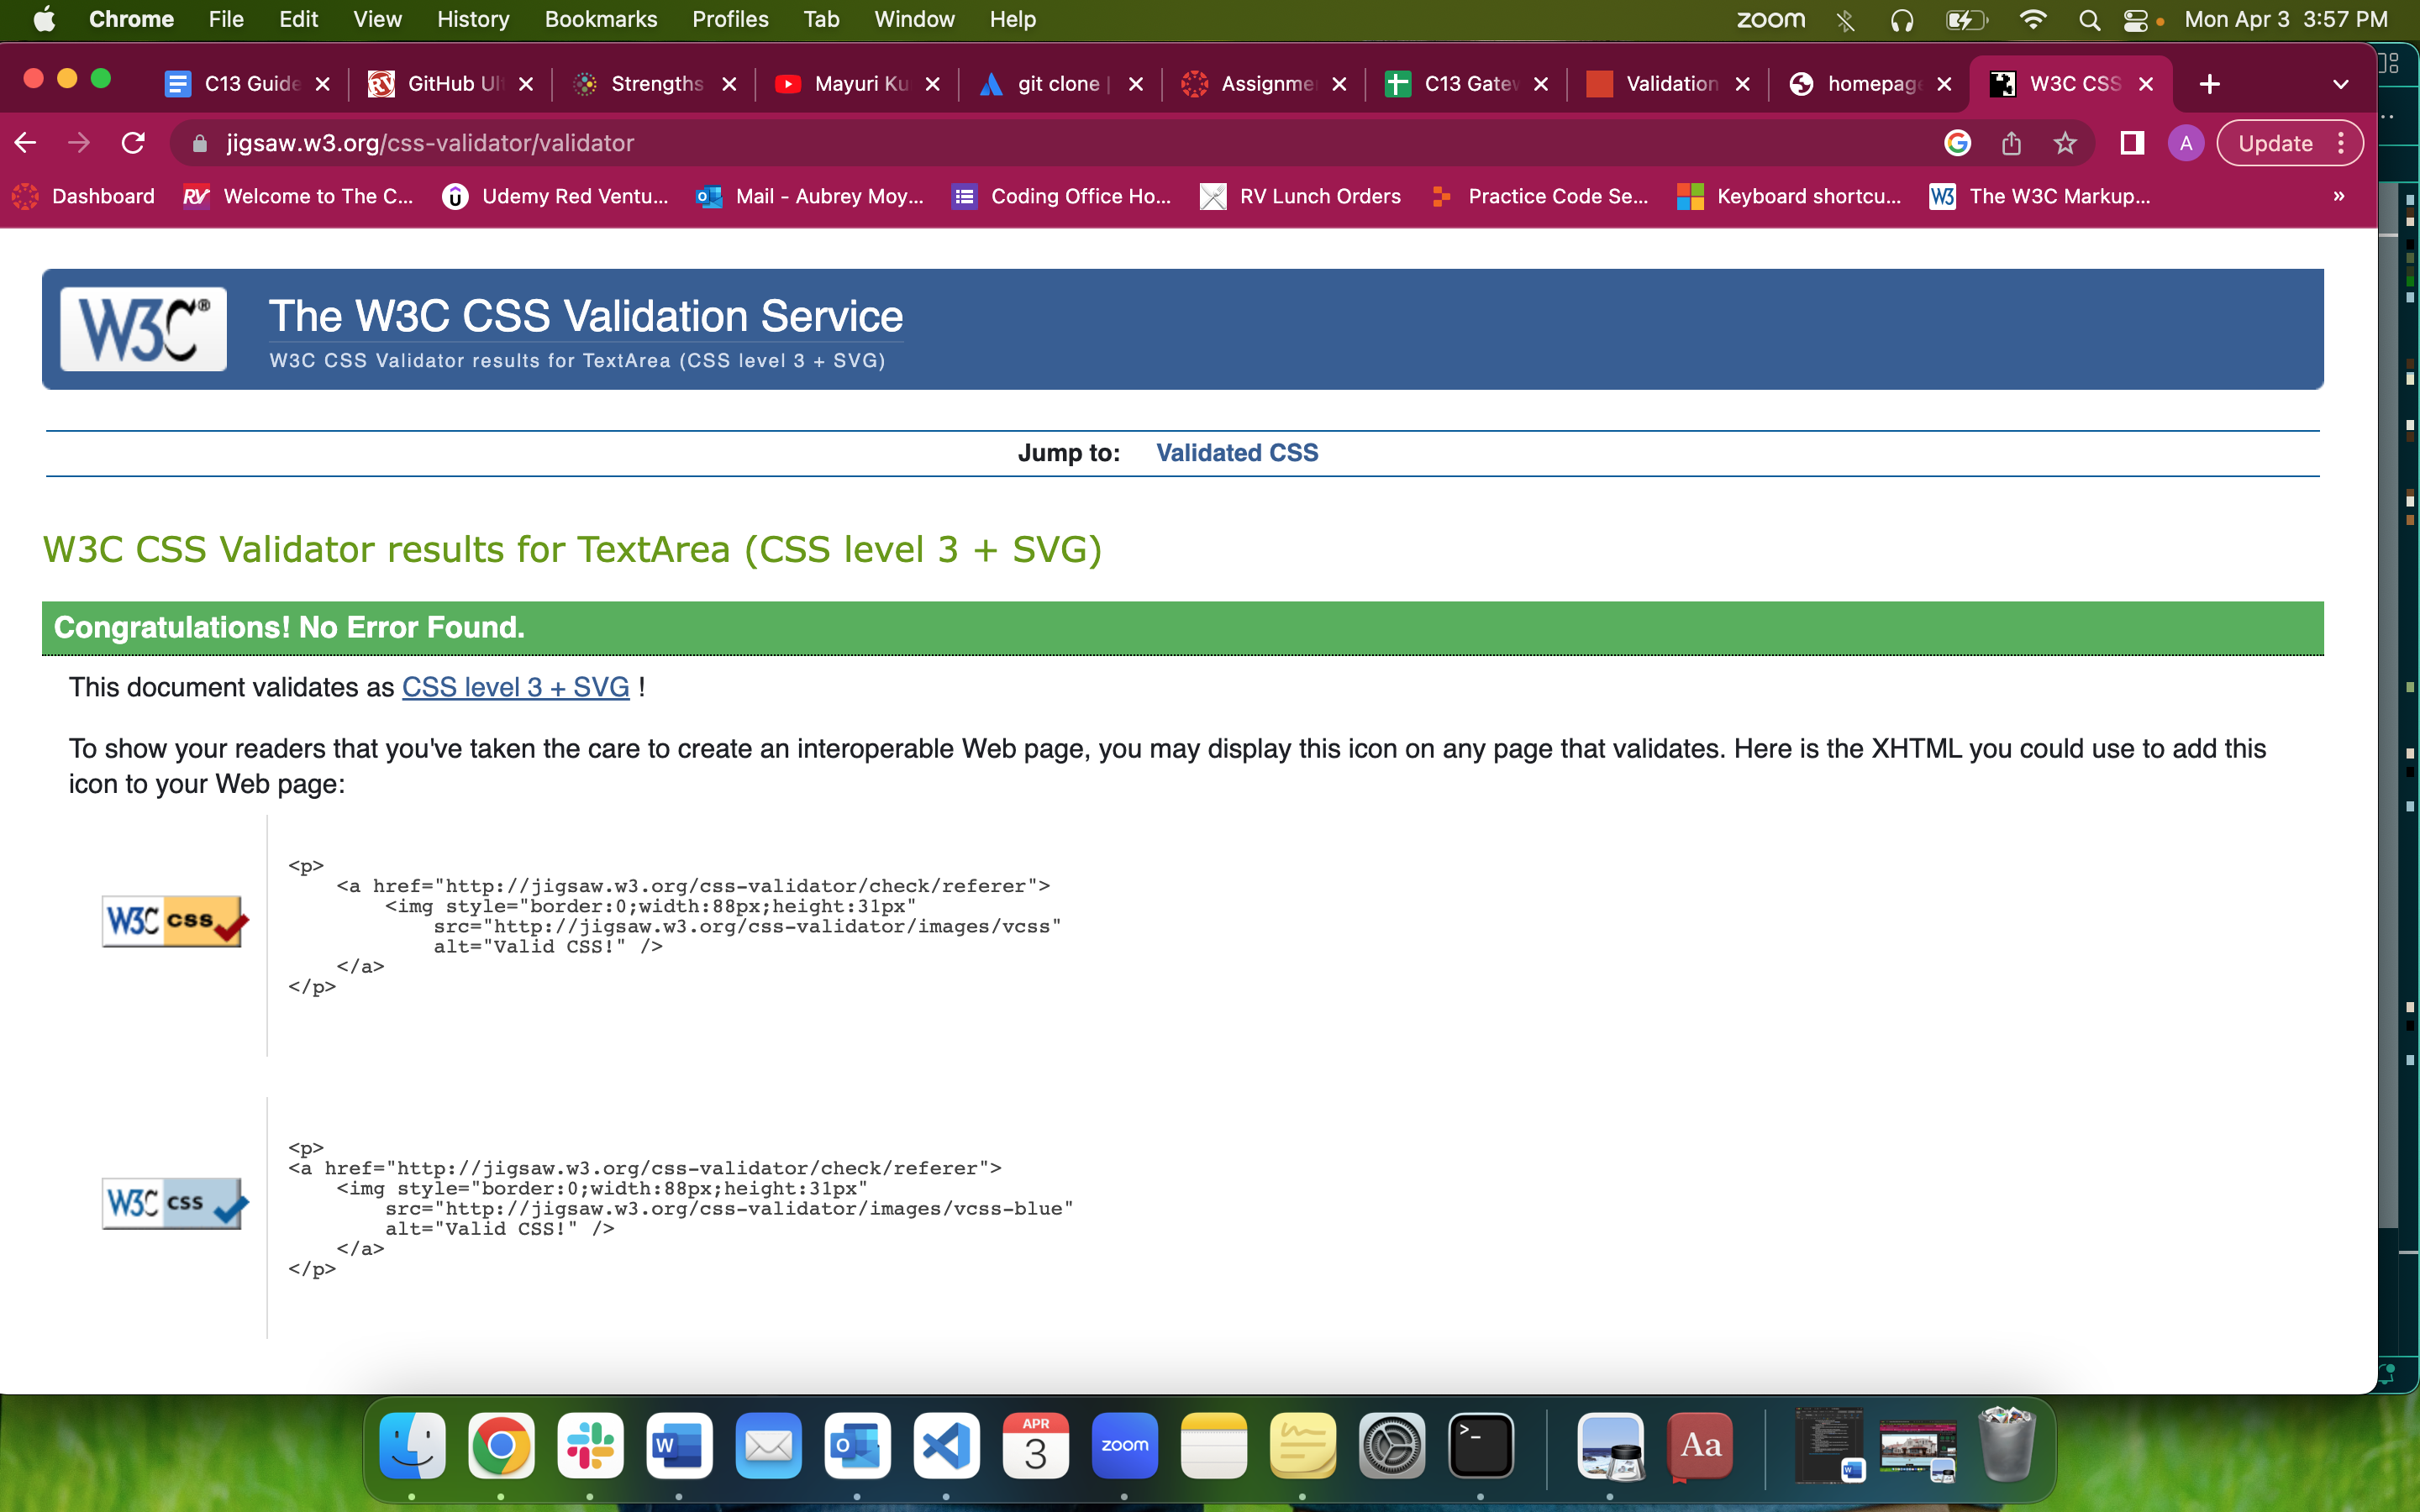 Chrome File Edit View History Bookmarks Profiles Tab Window Help zoom Mon Apr 3 3:57 PM
C13 Guide GitHub Ul Strengths Mayuri Ku git clone | Assignme C13 Gatew Validation homepage W3C CSS
jigsaw.w3.org/css-validator/validator A Update
Dashboard RV Welcome to The C... Udemy Red Ventu... Mail - Aubrey Moy... Coding Office Ho... RV Lunch Orders Practice Code Se... Keyboard shortcu... W3 The W3C Markup... »
W3C® The W3C CSS Validation Service
W3C CSS Validator results for TextArea (CSS level 3 + SVG)
Jump to: Validated CSS
W3C CSS Validator results for TextArea (CSS level 3 + SVG)
Congratulations! No Error Found.
This document validates as CSS level 3 + SVG !
To show your readers that you've taken the care to create an interoperable Web page, you may display this icon on any page that validates. Here is the XHTML you could use to add this
icon to your Web page:
<p>
<a href="http://jigsaw.w3.org/css-validator/check/referer">
<img style="border:0;width:88px;height:31px"
W3C css
src="http://jigsaw.w3.org/css-validator/images/vcss"
alt="Valid CSS!" />
</a>
</p>
<p>
<a href="http://jigsaw.w3.org/css-validator/check/referer">
<img style="border:0;width:88px;height:31px"
W3C css
src="http://jigsaw.w3.org/css-validator/images/vcss-blue"
alt="Valid CSS!" />
</a>
</p>
APR
W O 3 zoom >_ Aa